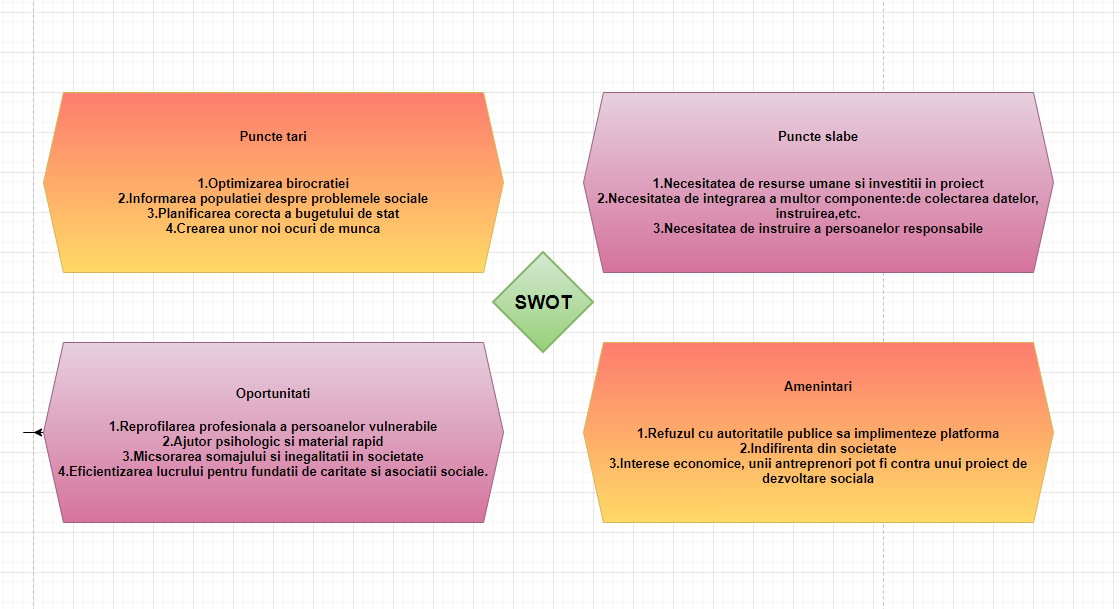 Puncte tari
1.Optimizarea birocratiei
2.Informarea populatiei despre problemele sociale
3.Planificarea corecta a bugetului de stat
4.Crearea unor noi ocuri de munca
Puncte slabe
1.Necesitatea de resurse umane si investitii in proiect
2.Necesitatea de integrarea a multor componente:de colectarea datelor,
instruirea,etc.
3.Necesitatea de instruire a persoanelor responsabile
SWOT
Oportunitati
1.Reprofilarea profesionala a persoanelor vulnerabile
2.Ajutor psihologic si material rapid
3.Micsorarea somajului si inegalitatii in societate
4.Eficientizarea lucrului pentru fundatii de caritate si asociatii sociale.
Amenintari
1.Refuzul cu autoritatile publice sa implimenteze platforma
2.Indifirenta din societate
3.Interese economice, unii antreprenori pot fi contra unui proiect de
dezvoltare sociala